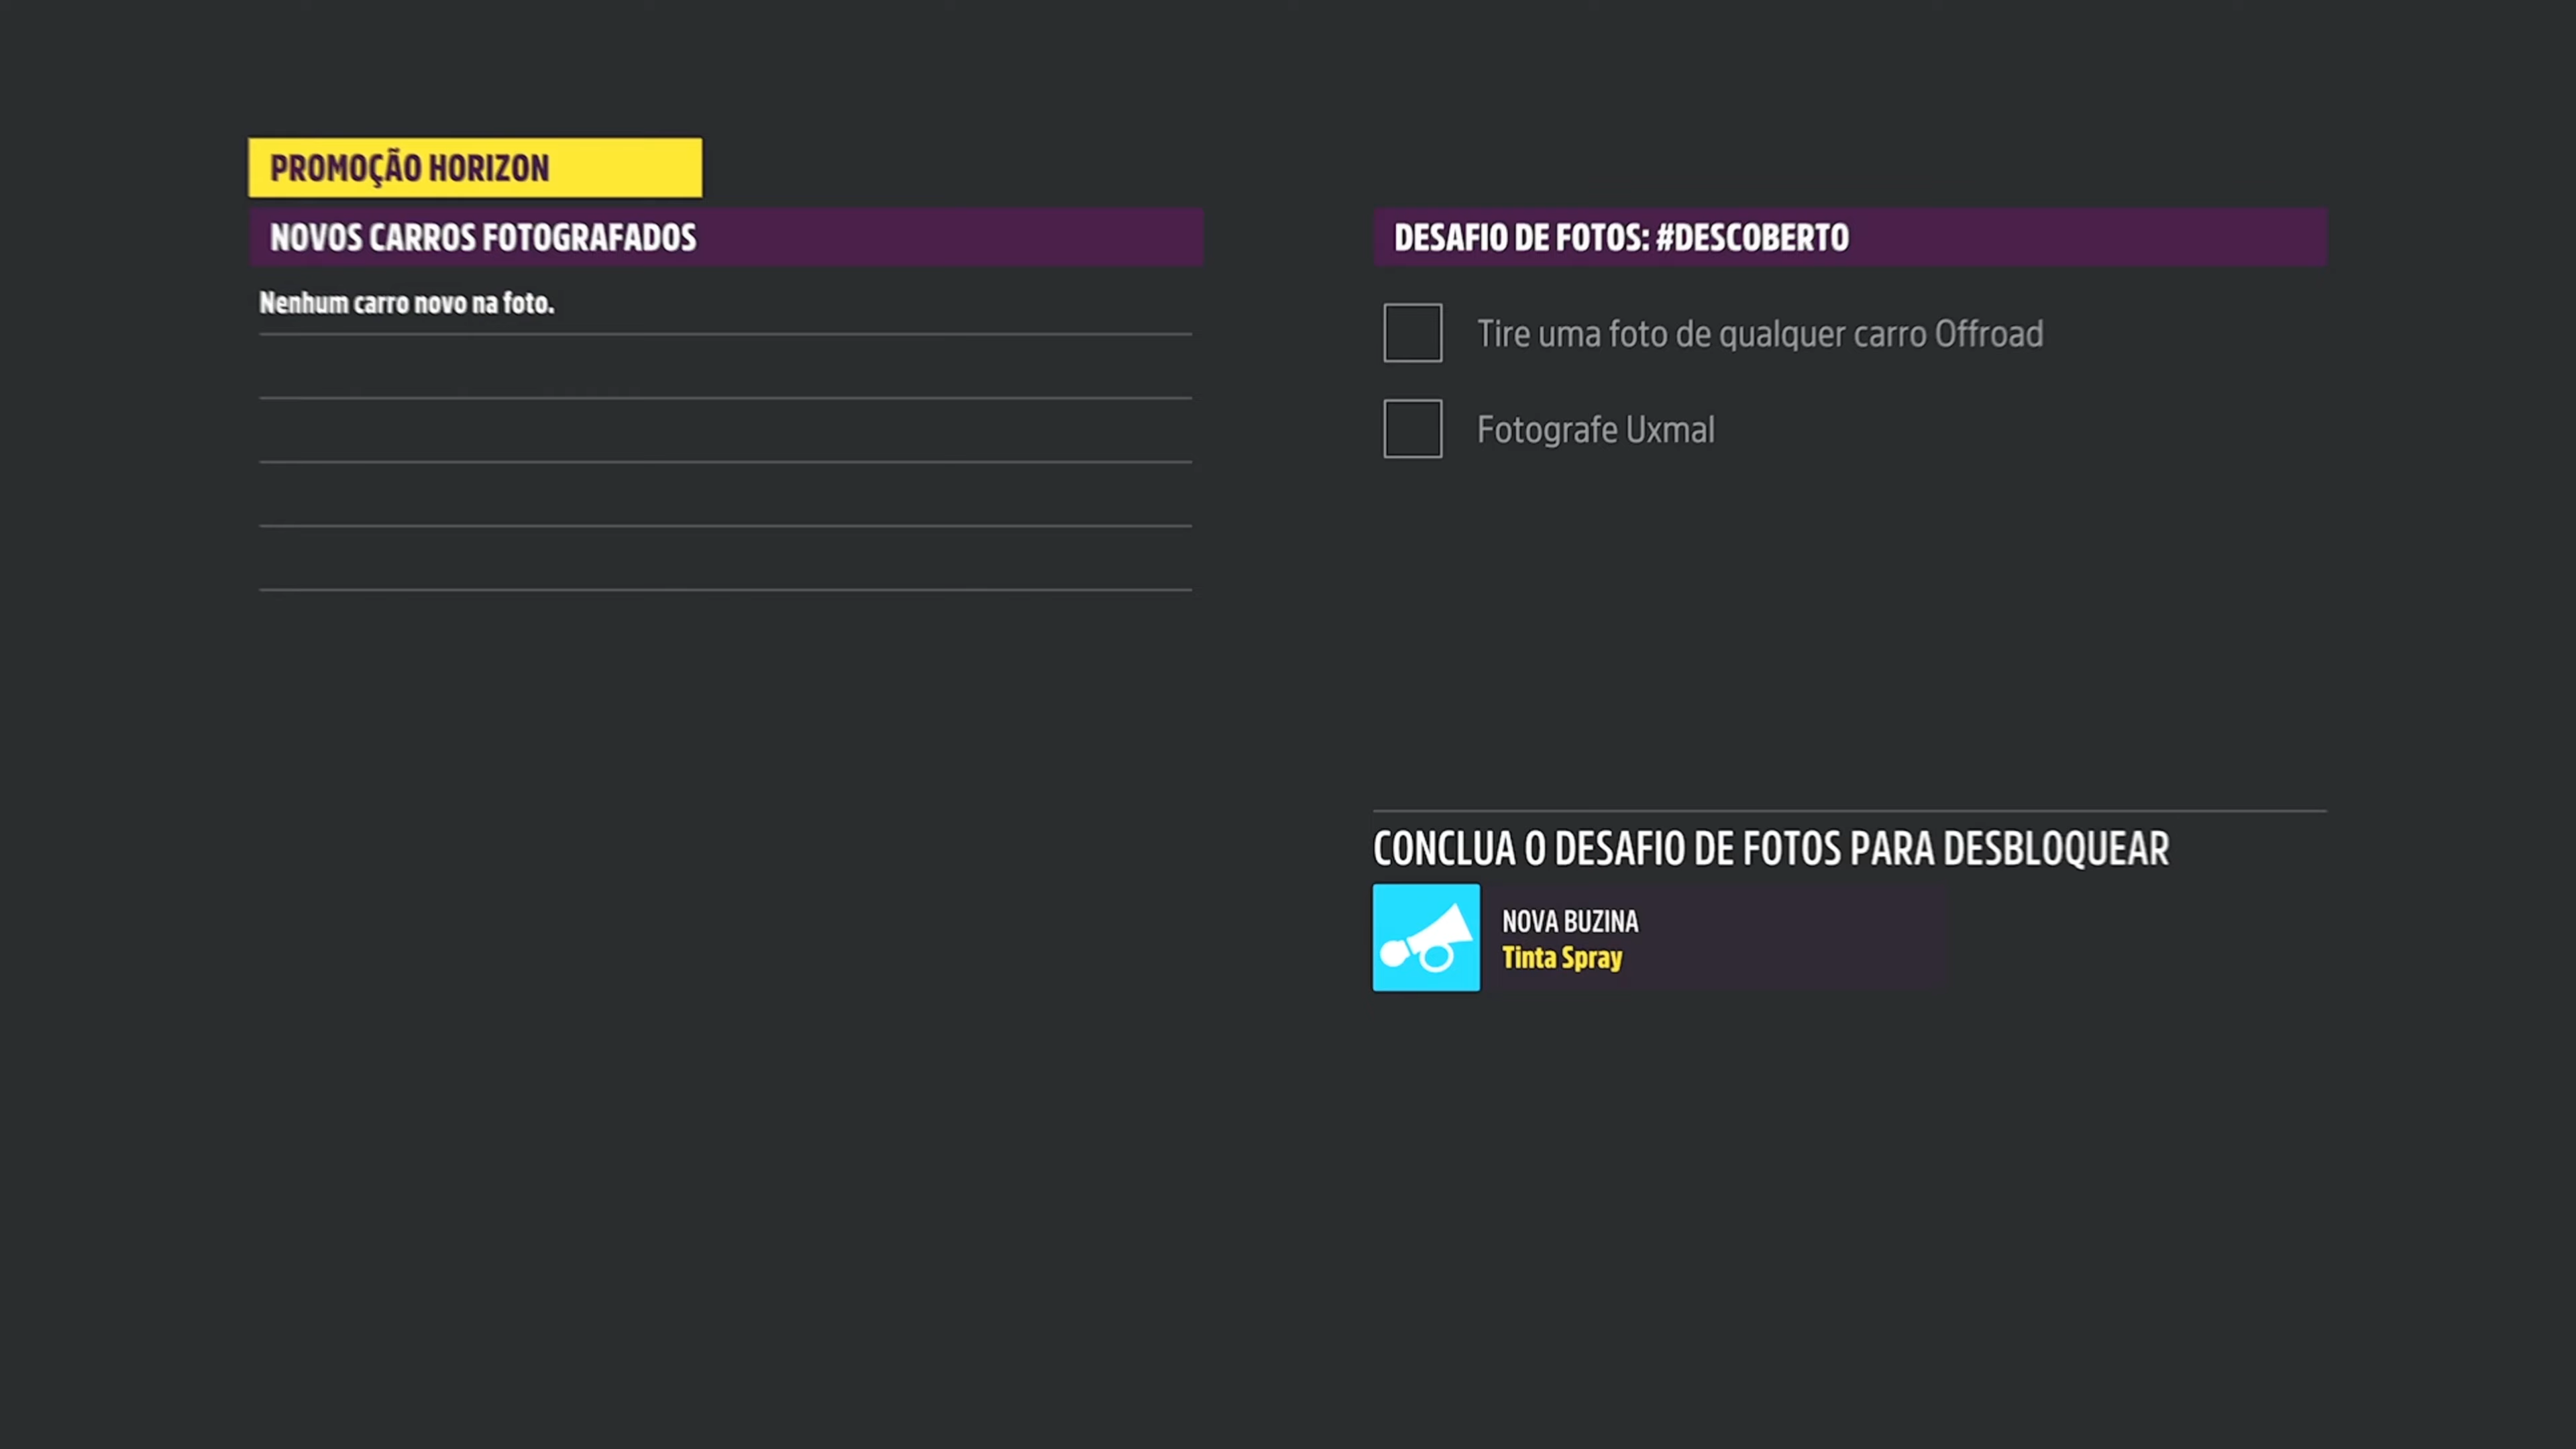 PROMOÇÃO HORIZON
NOVOS CARROS FOTOGRAFADOS
Nenhum carro novo na foto.
DESAFIO DE FOTOS: #DESCOBERTO
Tire uma foto de qualquer carro Offroad
Fotografe Uxmal
CONCLUA O DESAFIO DE FOTOS PARA DESBLOQUEAR
NOVA BUZINA
Tinta Spray